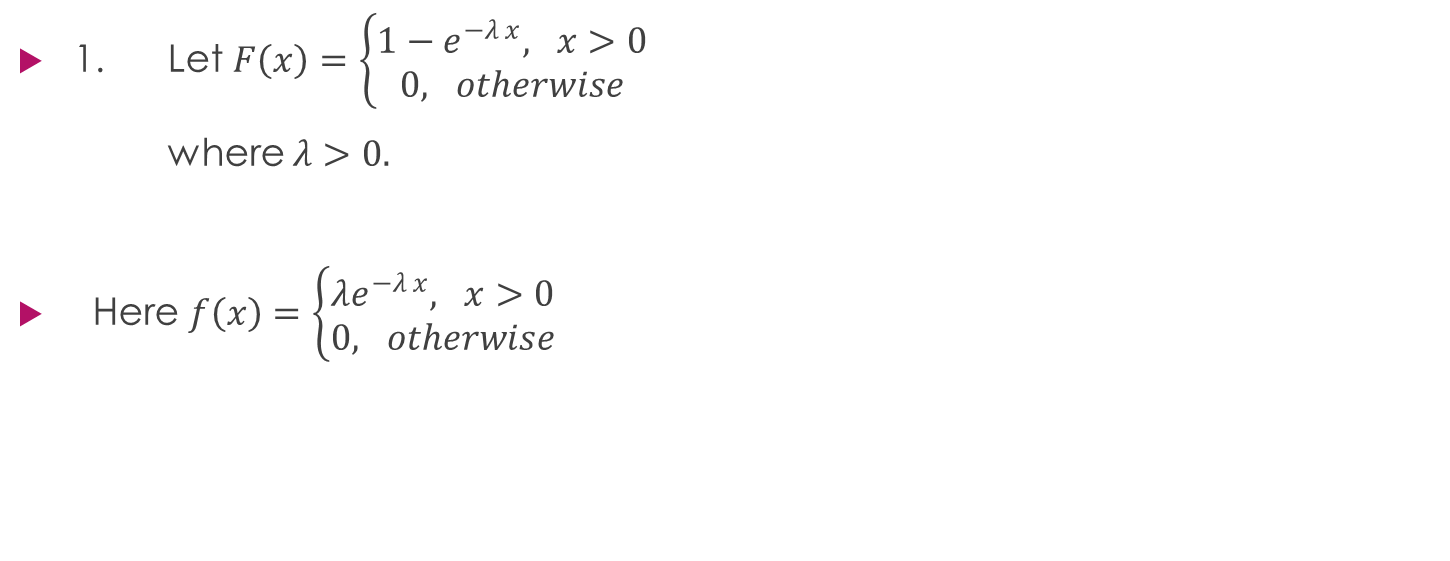 1. Let F(x) = {1 − e^{−λx}, x > 0
0, otherwise
where λ > 0.
Here f(x) = {λe^{−λx}, x > 0
0, otherwise